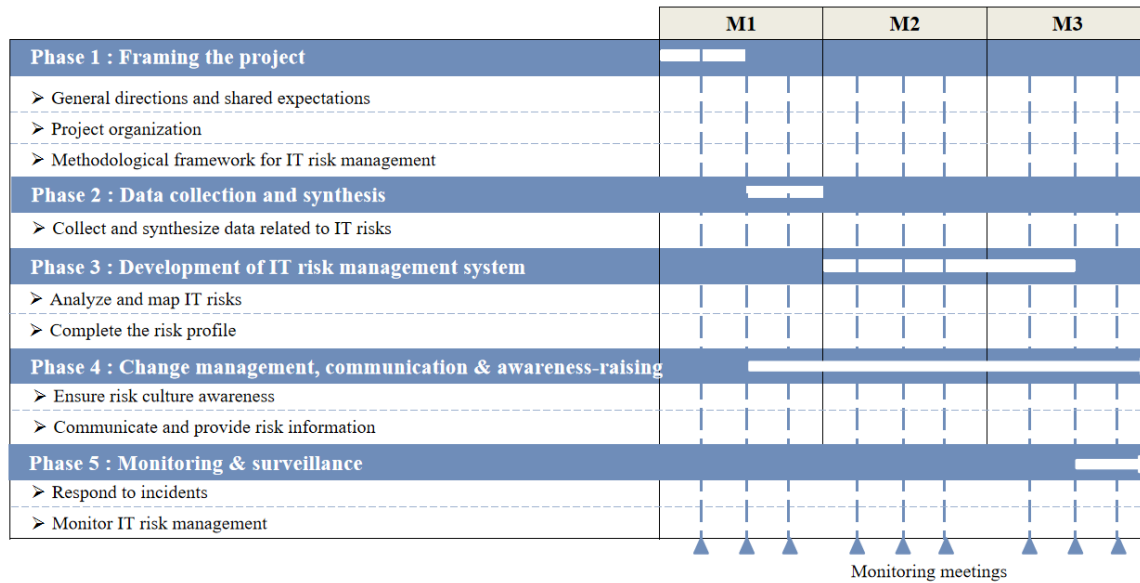 M1 M2 M3
Phase 1 : Framing the project
➤ General directions and shared expectations
➤ Project organization
➤ Methodological framework for IT risk management
Phase 2 : Data collection and synthesis
➤ Collect and synthesize data related to IT risks
Phase 3 : Development of IT risk management system
➤ Analyze and map IT risks
➤ Complete the risk profile
Phase 4 : Change management, communication & awareness-raising
➤ Ensure risk culture awareness
➤ Communicate and provide risk information
Phase 5 : Monitoring & surveillance
➤ Respond to incidents
➤ Monitor IT risk management
Monitoring meetings